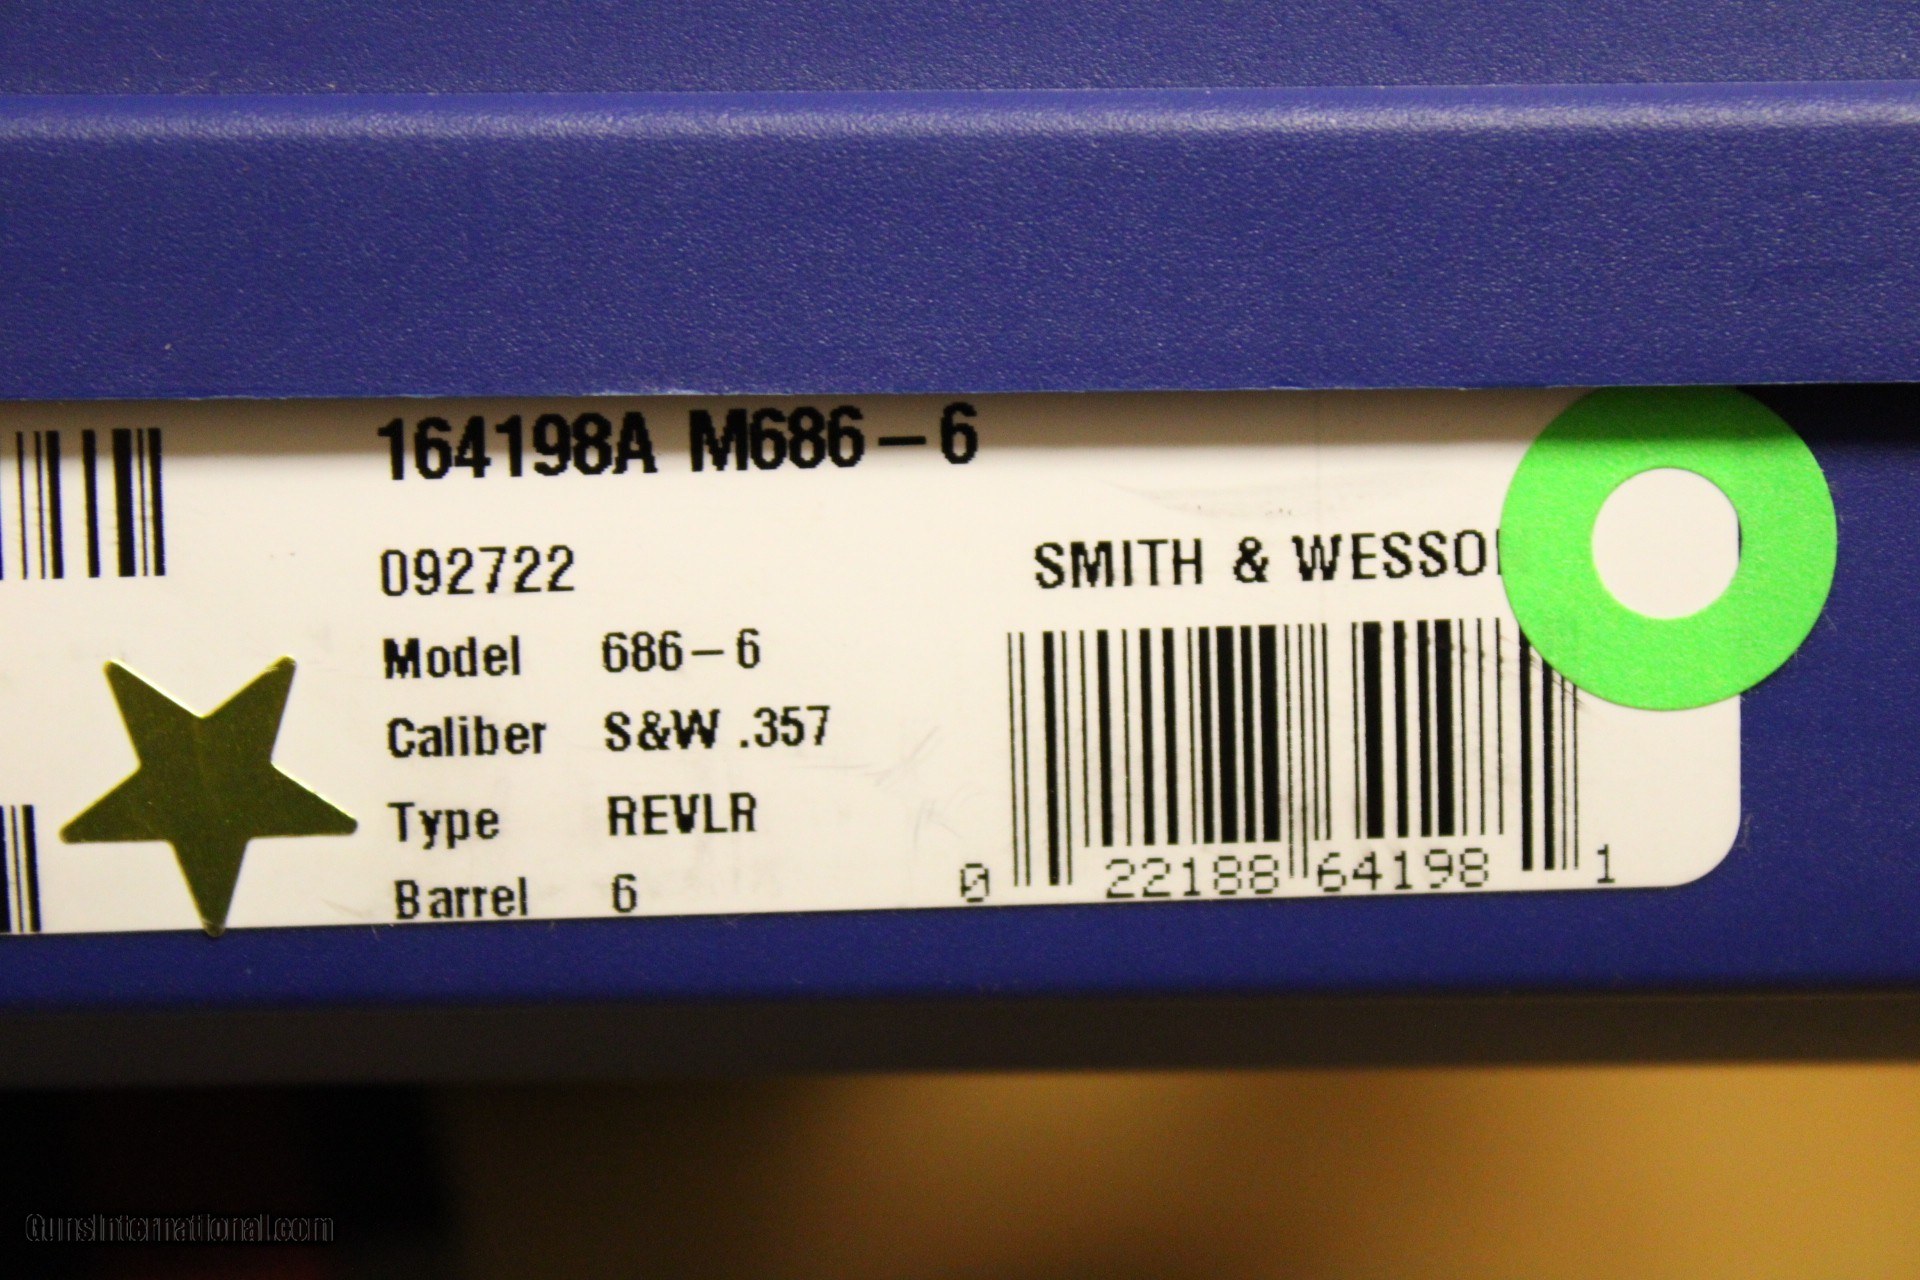 164198A M686-6
092722
SMITH & WESSO
Model 686-6
Caliber S&W .357
Type REVLR
Barrel 6
0 22188 64198 1
GunsInternational.com